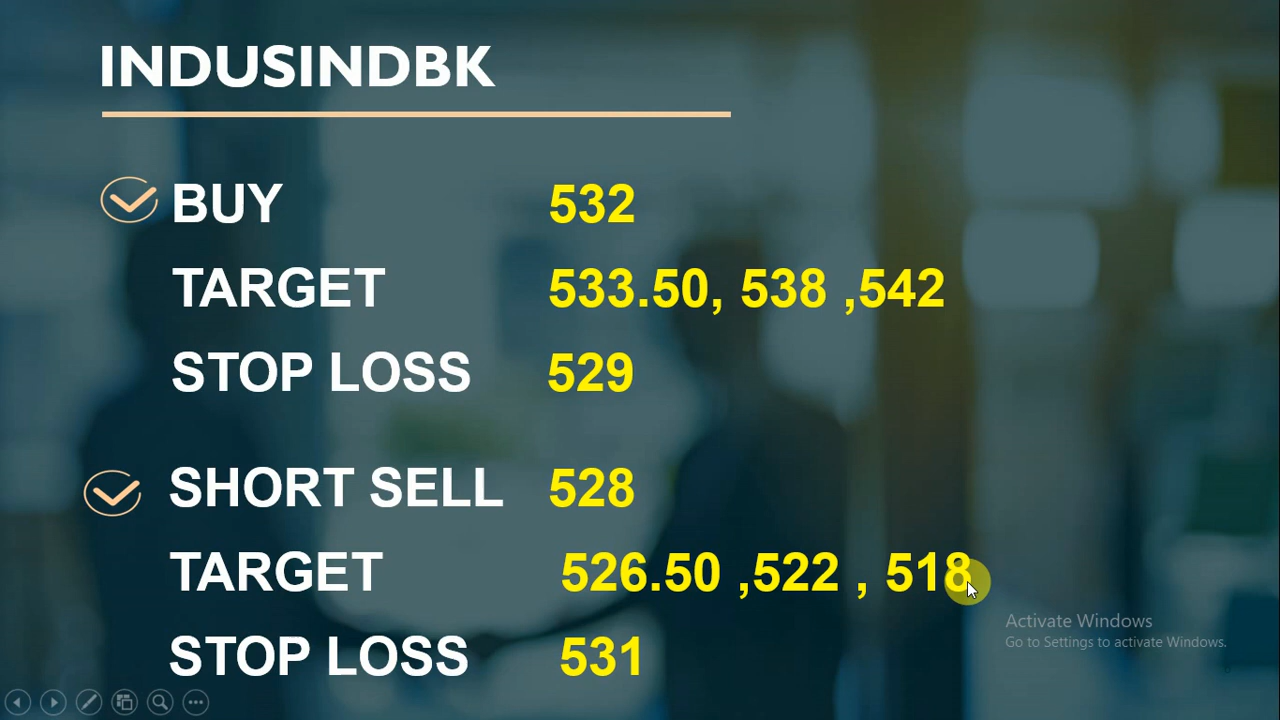 INDUSINDBK
BUY 532
TARGET 533.50, 538 ,542
STOP LOSS 529
SHORT SELL 528
TARGET 526.50 ,522 , 518
STOP LOSS 531
Activate Windows
Go to Settings to activate Windows.